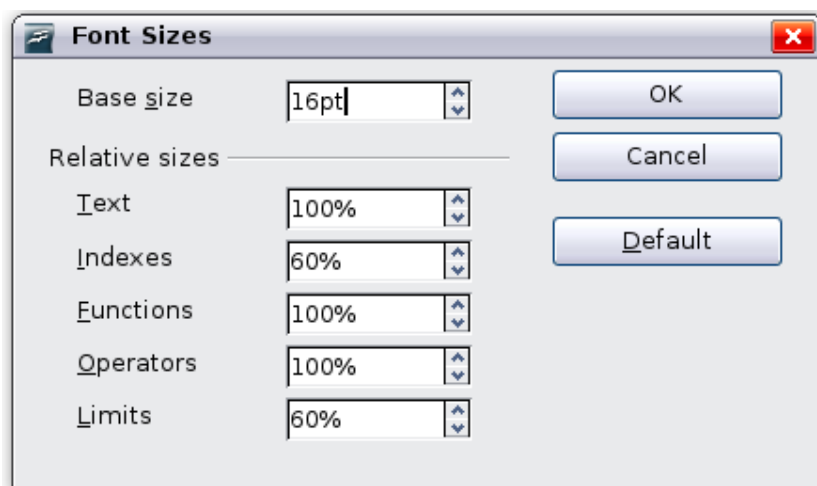 Font Sizes
Base size 16pt OK
Relative sizes Cancel
Text 100%
Default
Indexes 60%
Functions 100%
Operators 100%
Limits 60%